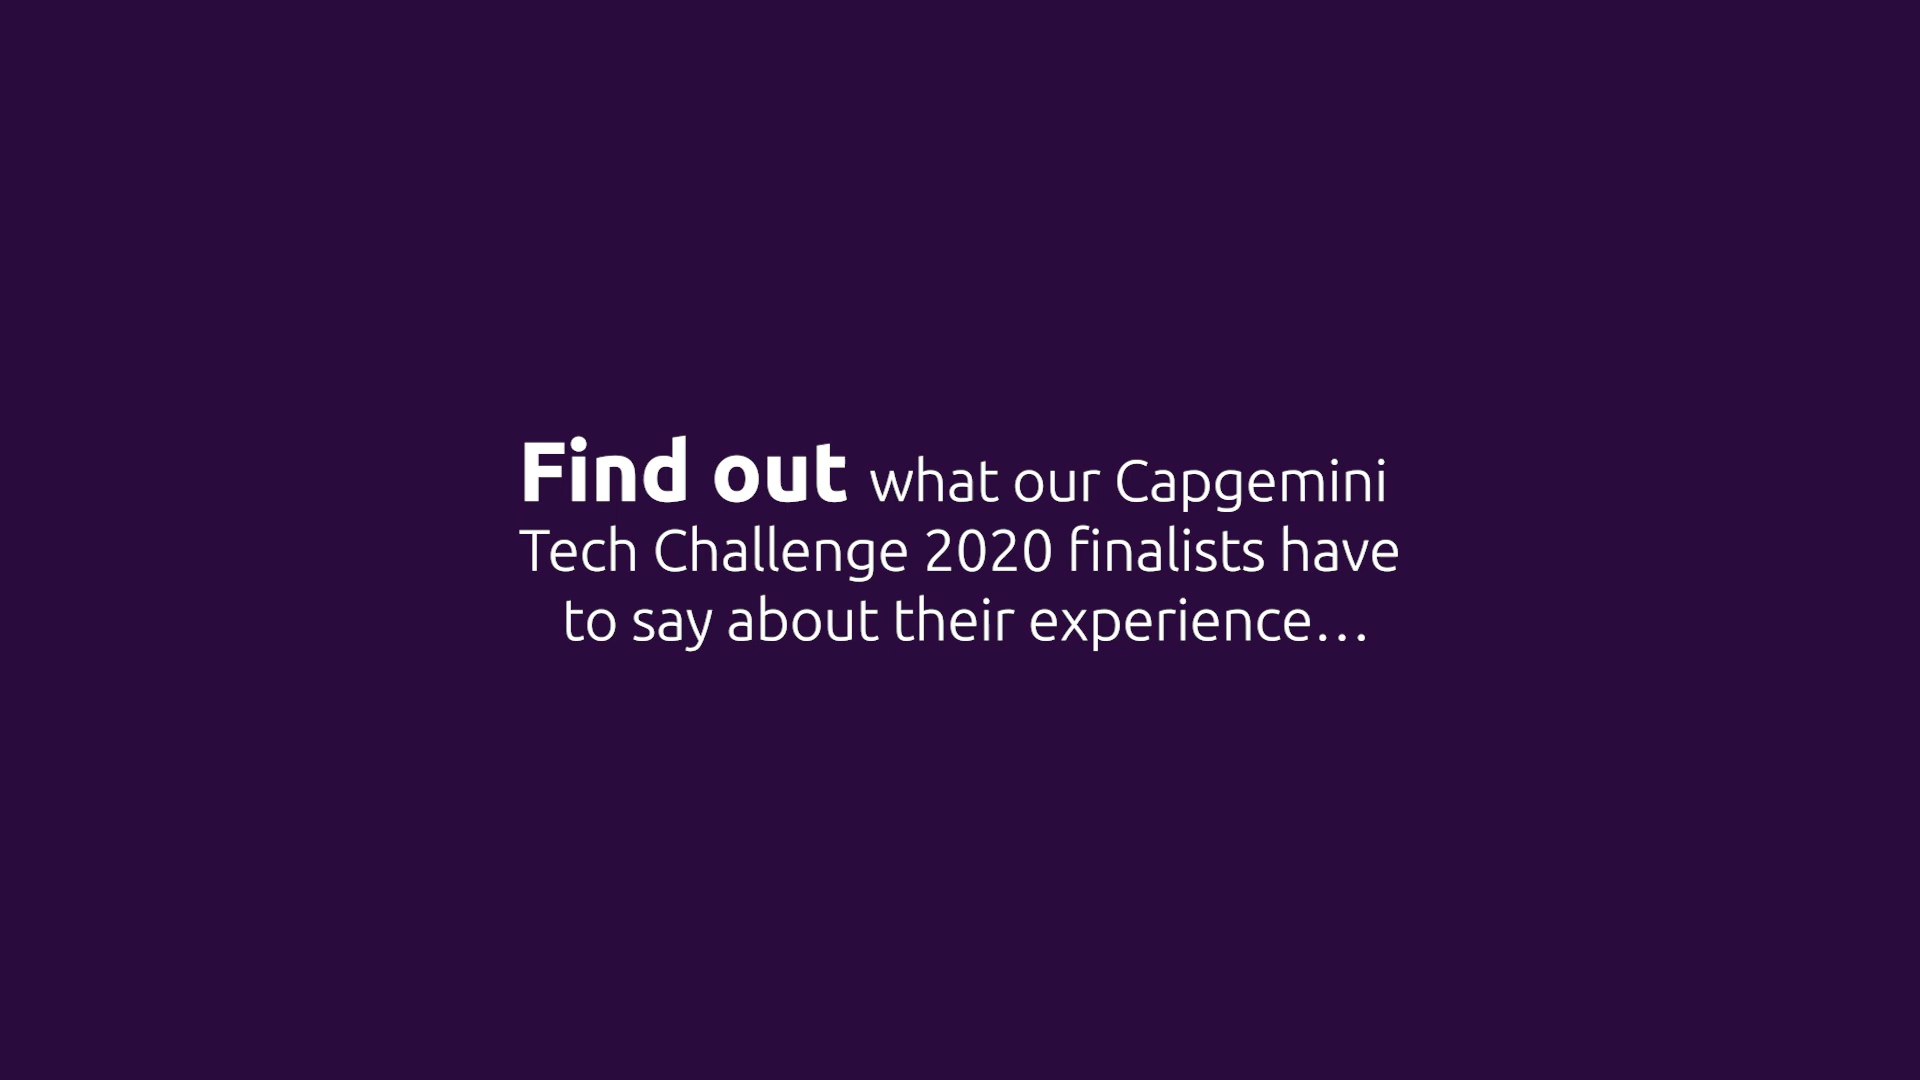 Find out what our Capgemini
Tech Challenge 2020 finalists have
to say about their experience…